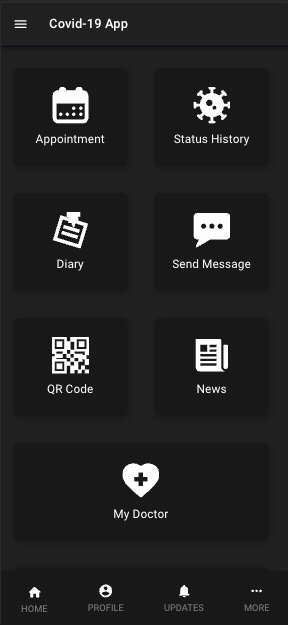 Covid-19 App
Appointment
Status History
Diary
Send Message
QR Code
News
My Doctor
HOME
PROFILE
UPDATES
MORE